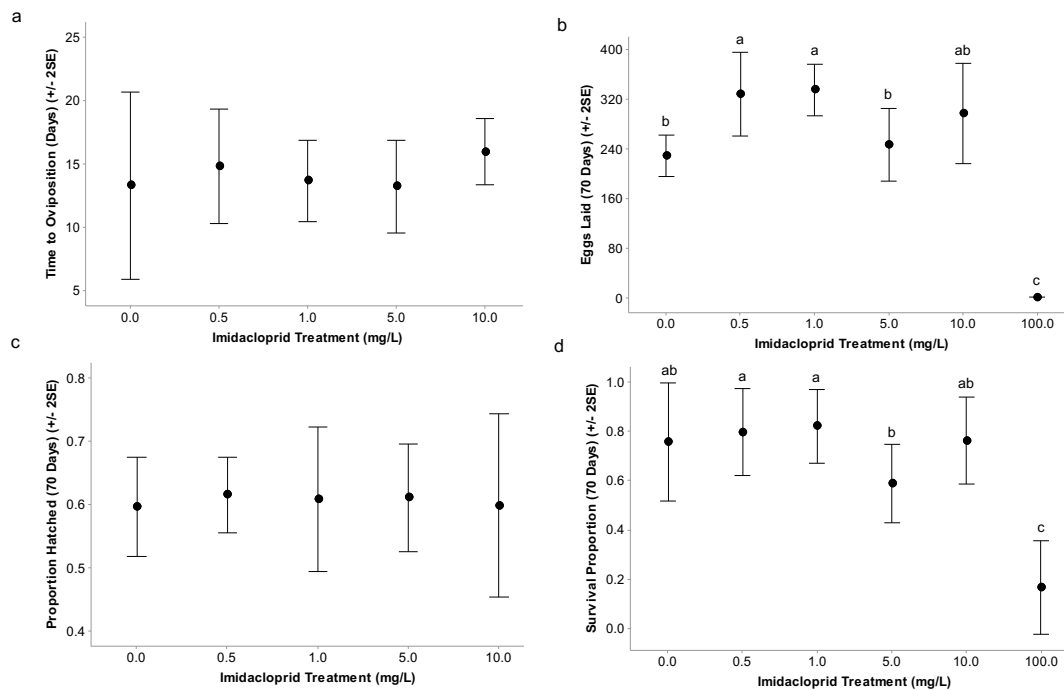 a
Time to Oviposition (Days) (+/- 2SE)
25
20
15
10
5
0.0 0.5 1.0 5.0 10.0
Imidacloprid Treatment (mg/L)
b
Eggs Laid (70 Days) (+/- 2SE)
400
320
240
160
80
0
b a a b ab c
0.0 0.5 1.0 5.0 10.0 100.0
Imidacloprid Treatment (mg/L)
c
Proportion Hatched (70 Days) (+/- 2SE)
0.8
0.7
0.6
0.5
0.4
0.0 0.5 1.0 5.0 10.0
Imidacloprid Treatment (mg/L)
d
Survival Proportion (70 Days) (+/- 2SE)
1.0
0.8
0.6
0.4
0.2
0.0
ab a a b ab c
0.0 0.5 1.0 5.0 10.0 100.0
Imidacloprid Treatment (mg/L)